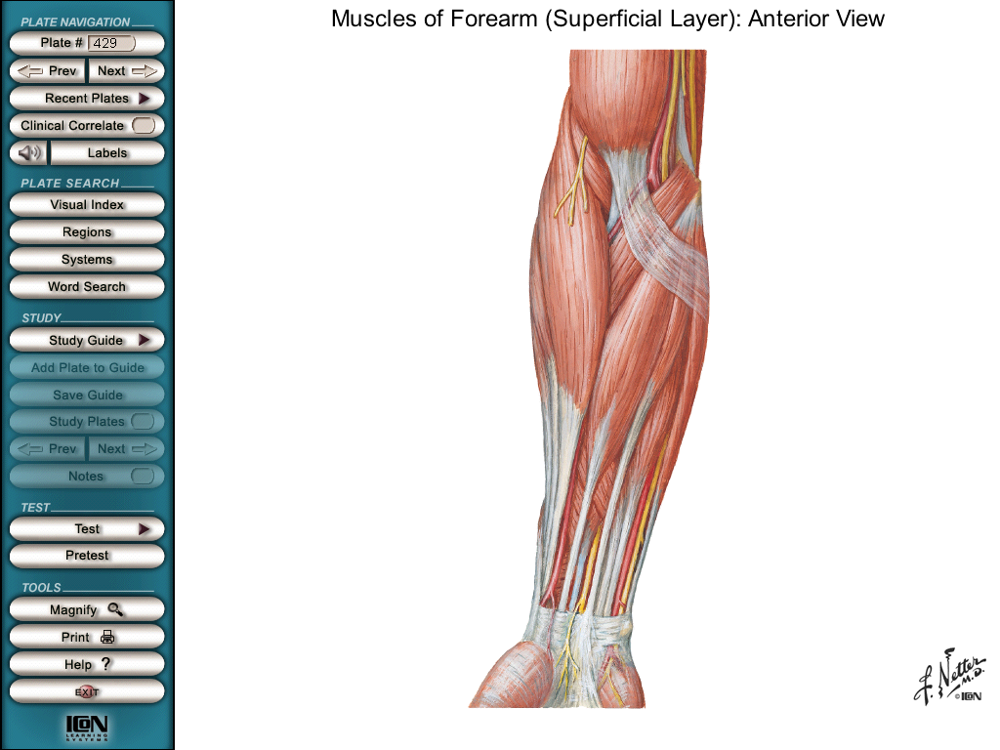 PLATE NAVIGATION
Plate # 429
Prev Next
Recent Plates
Clinical Correlate
Labels
PLATE SEARCH
Visual Index
Regions
Systems
Word Search
STUDY
Study Guide
Add Plate to Guide
Save Guide
Study Plates
Prev Next
Notes
TEST
Test
Pretest
TOOLS
Magnify
Print
Help ?
EXIT
ICON
LEARNING
SYSTEMS
Muscles of Forearm (Superficial Layer): Anterior View
F. Netter
M.D.
© ICON